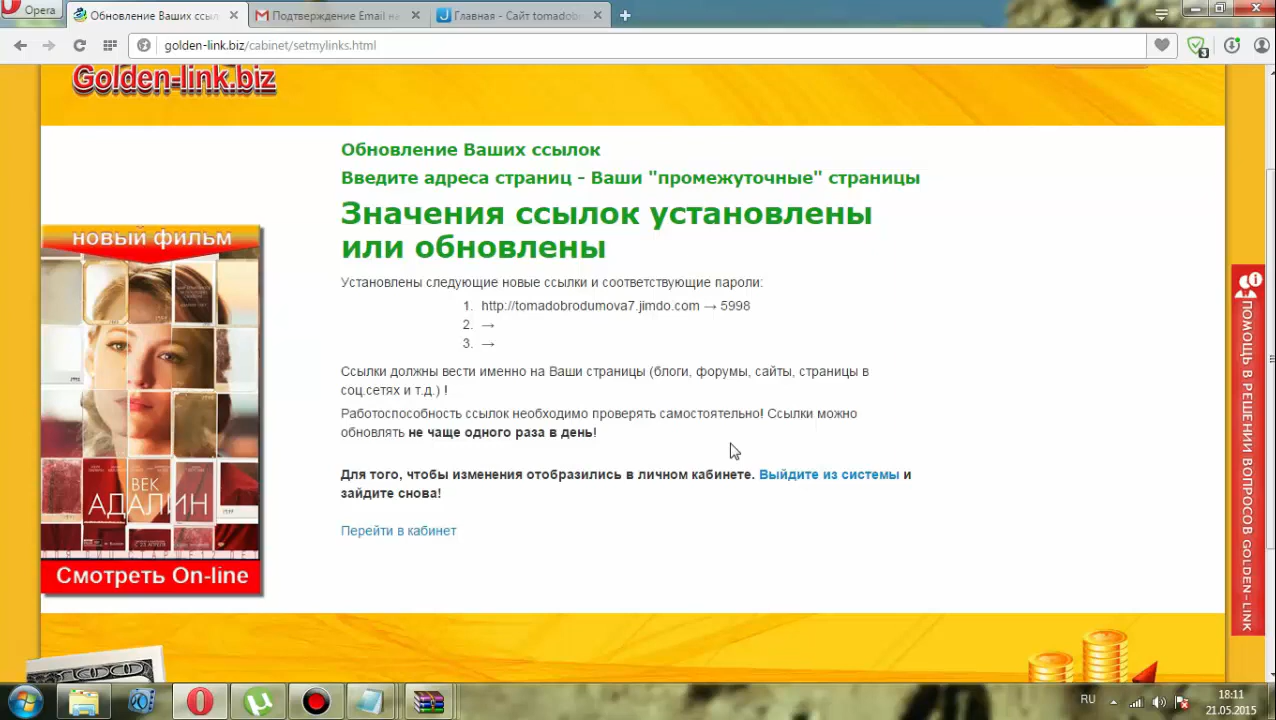 Opera
Обновление Ваших ссыл
Подтверждение Email на
Главная - Сайт tomadobr
golden-link.biz/cabinet/setmylinks.html
3
Golden-link.biz
Обновление Ваших ссылок
Введите адреса страниц - Ваши "промежуточные" страницы
Значения ссылок установлены
или обновлены
Установлены следующие новые ссылки и соответствующие пароли:
1. http://tomadobrodumova7.jimdo.com → 5998
2. →
3. →
Ссылки должны вести именно на Ваши страницы (блоги, форумы, сайты, страницы в
соц.сетях и т.д.) !
Работоспособность ссылок необходимо проверять самостоятельно! Ссылки можно
обновлять не чаще одного раза в день!
Для того, чтобы изменения отобразились в личном кабинете. Выйдите из системы и
зайдите снова!
Перейти в кабинет
новый фильм
ВЕК
АДАЛИН
Смотреть On-line
ПОМОЩЬ В РЕШЕНИИ ВОПРОСОВ GOLDEN-LINK
RU
18:11
21.05.2015